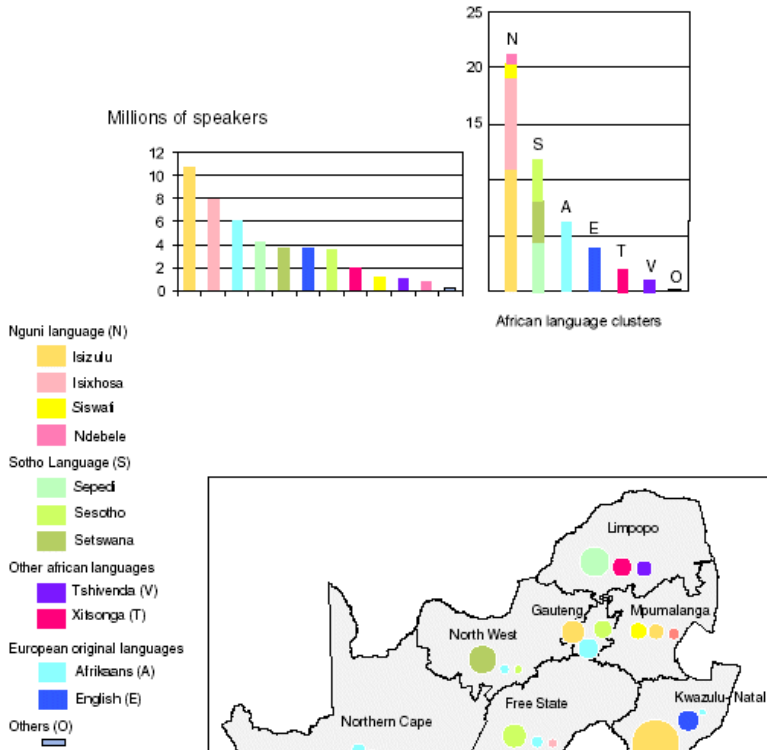 Millions of speakers
12
10
8
6
4
2
0
25
20
15
N
S
A
E
T
V
O
African language clusters
Nguni language (N)
Isizulu
Isixhosa
Siswati
Ndebele
Sotho Language (S)
Sepedi
Sesotho
Setswana
Other african languages
Tshivenda (V)
Xitsonga (T)
European original languages
Afrikaans (A)
English (E)
Others (O)
Limpopo
Gauteng
Mpumalanga
North West
Free State
Kwazulu-Natal
Northern Cape